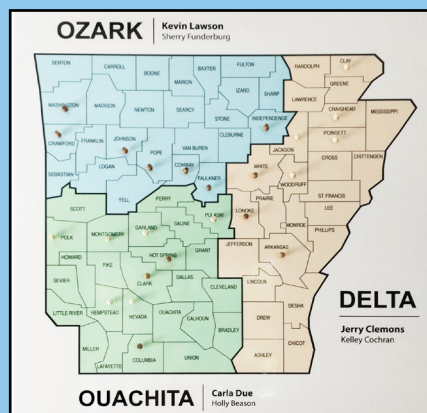 OZARK
Kevin Lawson
Sherry Funderburg
BENTON
CARROLL
BOONE
MARION
BAXTER
FULTON
RANDOLPH
CLAY
GREENE
IZARD
SHARP
LAWRENCE
WASHINGTON
MADISON
NEWTON
SEARCY
STONE
INDEPENDENCE
CRAIGHEAD
MISSISSIPPI
POINSETT
CRAWFORD
FRANKLIN
JOHNSON
POPE
VAN BUREN
CLEBURNE
JACKSON
CROSS
CRITTENDEN
SEBASTIAN
LOGAN
CONWAY
FAULKNER
WHITE
WOODRUFF
YELL
PERRY
PRAIRIE
ST. FRANCIS
LEE
SCOTT
PULASKI
LONOKE
MONROE
PHILLIPS
POLK
MONTGOMERY
GARLAND
SALINE
JEFFERSON
ARKANSAS
HOWARD
PIKE
HOT SPRING
GRANT
SEVIER
CLARK
DALLAS
CLEVELAND
LINCOLN
DESHA
LITTLE RIVER
HEMPSTEAD
NEVADA
OUACHITA
CALHOUN
BRADLEY
DREW
CHICOT
MILLER
LAFAYETTE
COLUMBIA
UNION
ASHLEY
DELTA
Jerry Clemons
Kelley Cochran
OUACHITA
Carla Due
Holly Beason